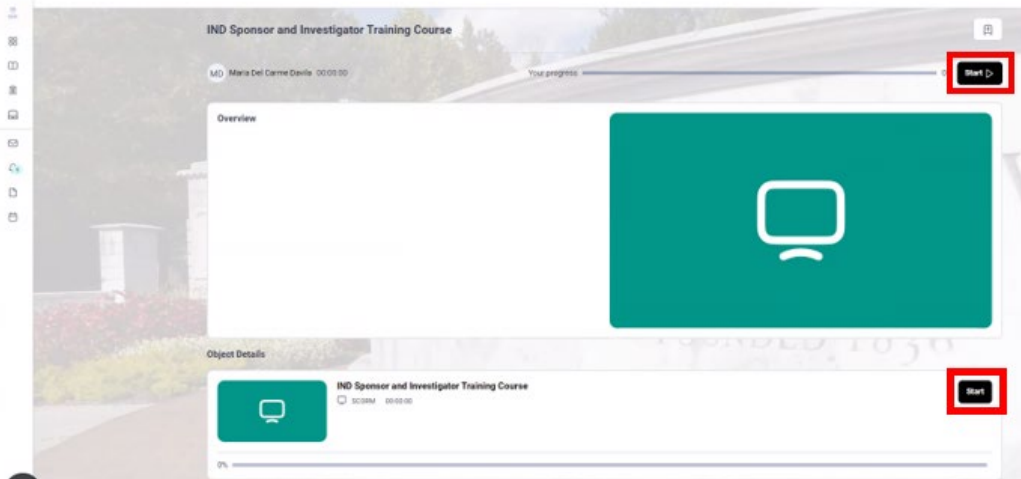 IND Sponsor and Investigator Training Course
MD Maria Del Carme Davila 00:00:00
Your progress
Start
Overview
Object Details
IND Sponsor and Investigator Training Course
SCORM 00:00:00
Start
0%